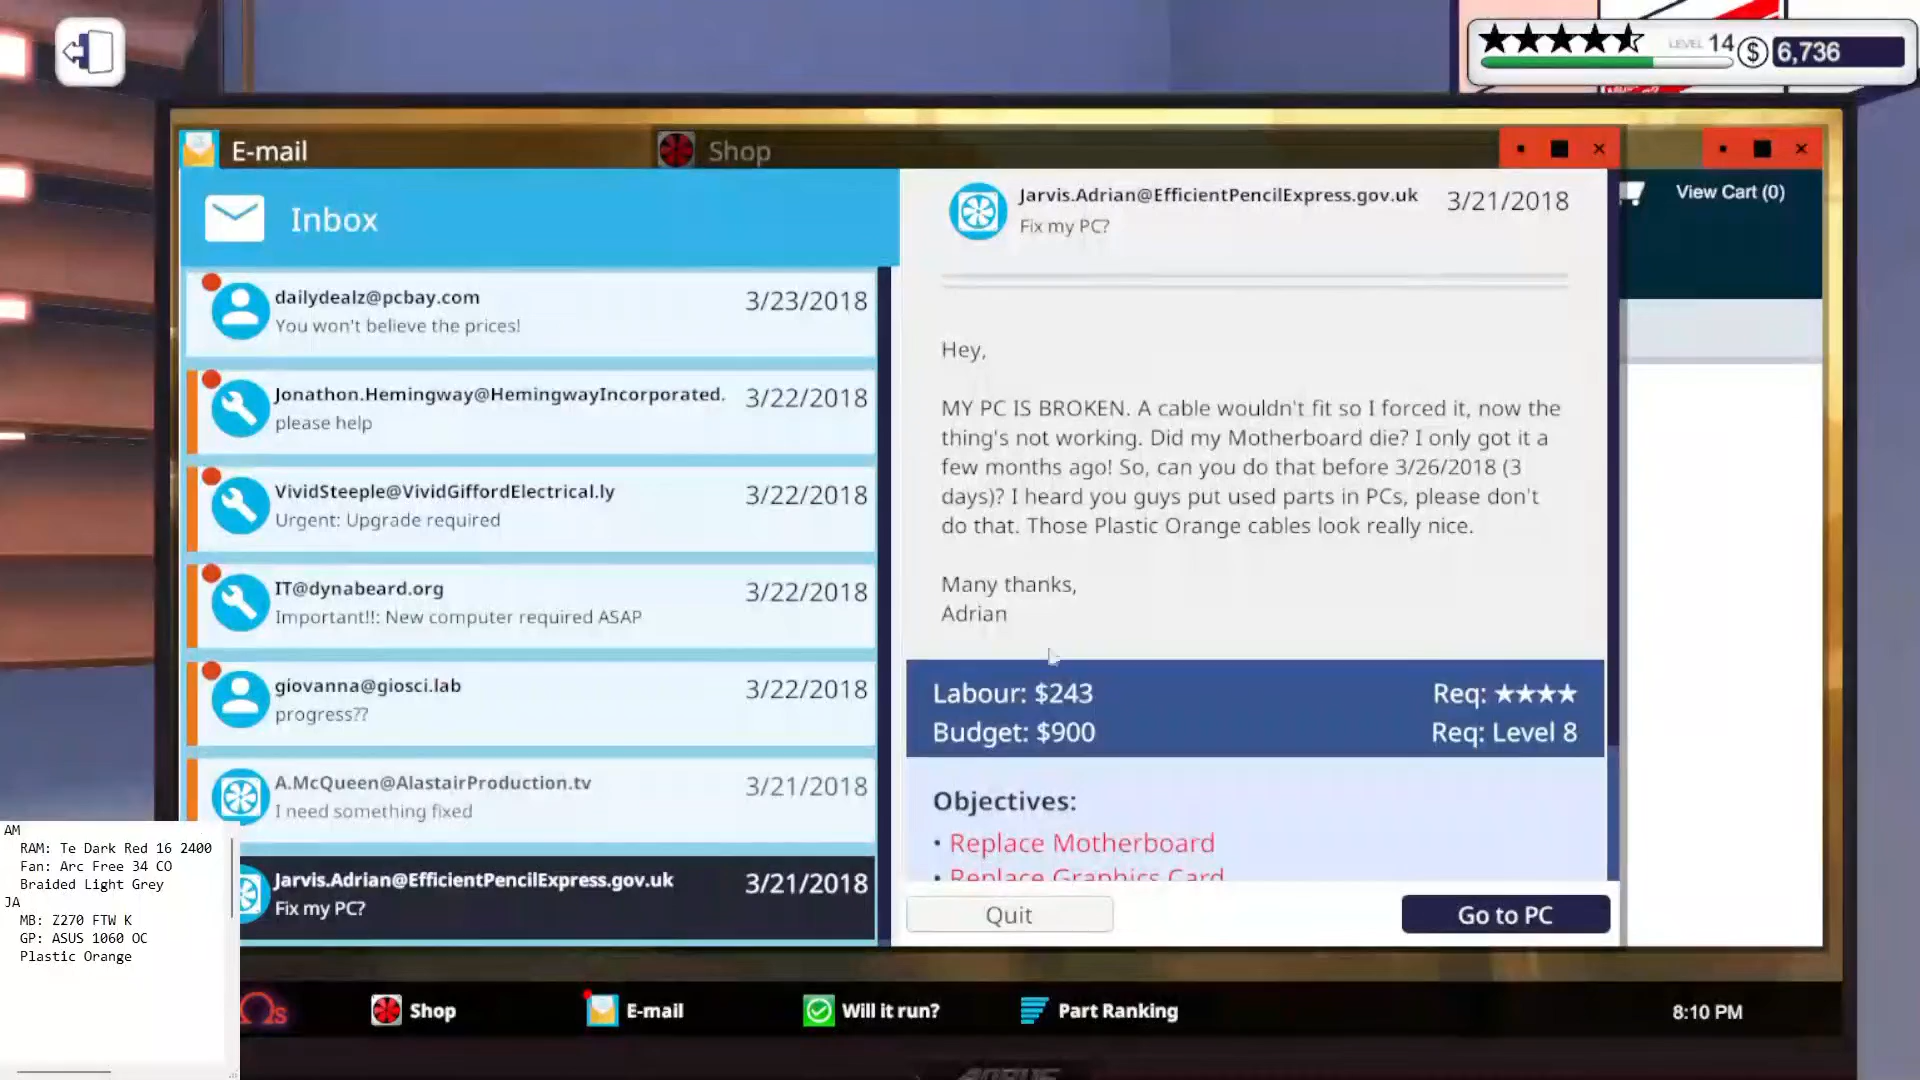 LEVEL 14
$ 6,736
E-mail
Shop
Inbox
dailydealz@pcbay.com
3/23/2018
You won't believe the prices!
Jonathon.Hemingway@HemingwayIncorporated.
3/22/2018
please help
VividSteeple@VividGiffordElectrical.ly
3/22/2018
Urgent: Upgrade required
IT@dynabeard.org
3/22/2018
Important!!: New computer required ASAP
giovanna@giosci.lab
3/22/2018
progress??
A.McQueen@AlastairProduction.tv
3/21/2018
I need something fixed
Jarvis.Adrian@EfficientPencilExpress.gov.uk
3/21/2018
Fix my PC?
Jarvis.Adrian@EfficientPencilExpress.gov.uk
3/21/2018
Fix my PC?
Hey,
MY PC IS BROKEN. A cable wouldn't fit so I forced it, now the
thing's not working. Did my Motherboard die? I only got it a
few months ago! So, can you do that before 3/26/2018 (3
days)? I heard you guys put used parts in PCs, please don't
do that. Those Plastic Orange cables look really nice.
Many thanks,
Adrian
Labour: $243
Req: ★★★★
Budget: $900
Req: Level 8
Objectives:
• Replace Motherboard
• Replace Graphics Card
Quit
Go to PC
View Cart (0)
AM
RAM: Te Dark Red 16 2400
Fan: Arc Free 34 CO
Braided Light Grey
JA
MB: Z270 FTW K
GP: ASUS 1060 OC
Plastic Orange
Shop
E-mail
Will it run?
Part Ranking
8:10 PM